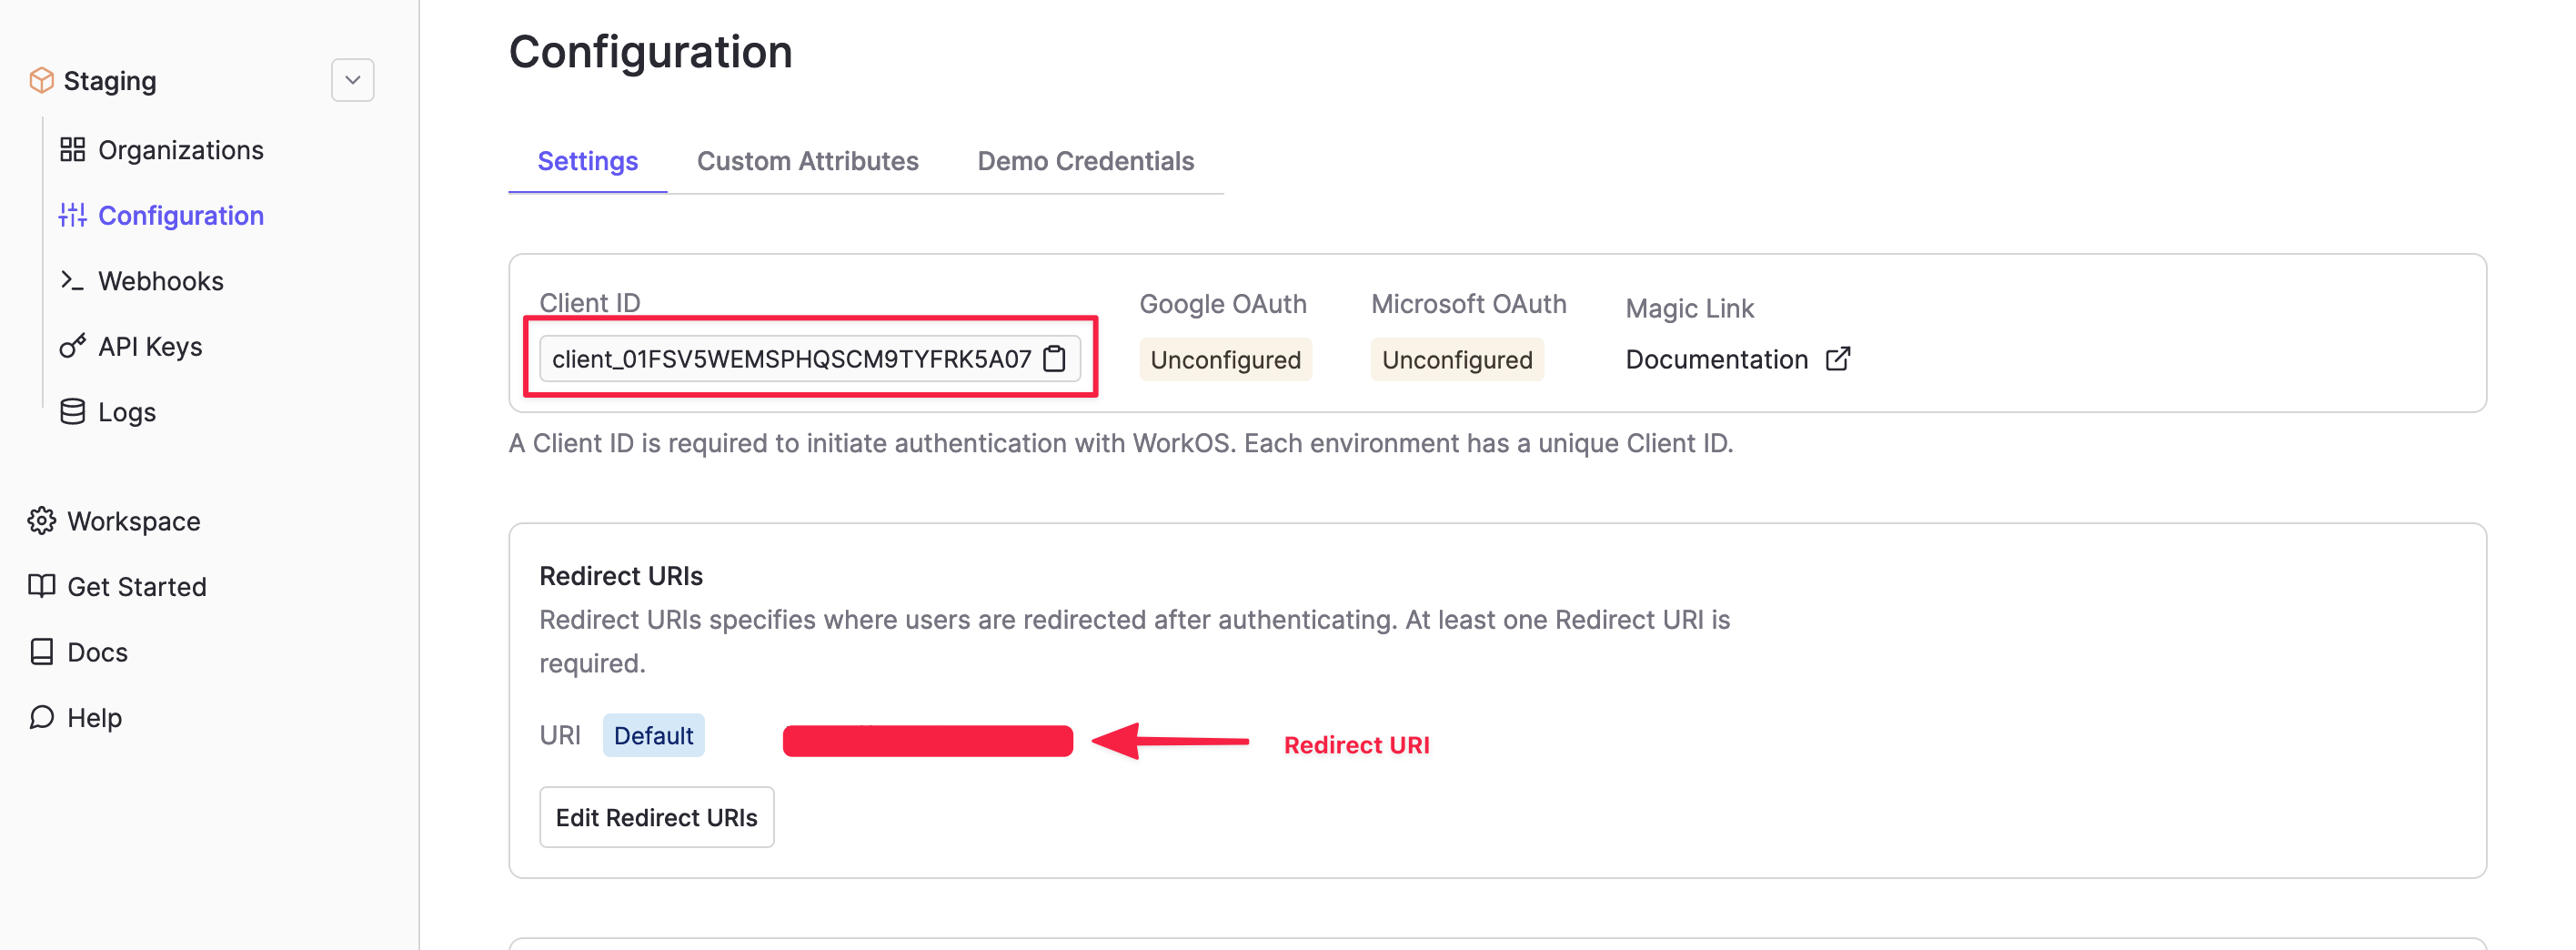 Staging
Organizations
Configuration
Webhooks
API Keys
Logs
Workspace
Get Started
Docs
Help
Configuration
Settings
Custom Attributes
Demo Credentials
Client ID
client_01FSV5WEMSPHQSCM9TYFRK5A07
Google OAuth
Unconfigured
Microsoft OAuth
Unconfigured
Magic Link
Documentation
A Client ID is required to initiate authentication with WorkOS. Each environment has a unique Client ID.
Redirect URIs
Redirect URIs specifies where users are redirected after authenticating. At least one Redirect URI is
required.
URI Default
Redirect URI
Edit Redirect URIs